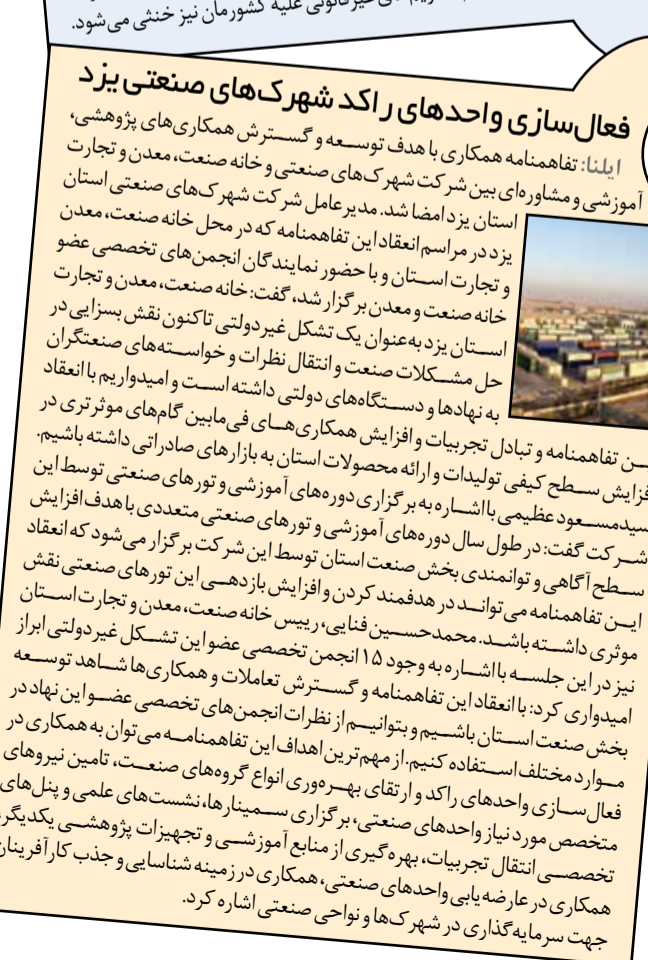 علیه کشورمان نیز خنثی می‌شود.
فعال‌سازی واحدهای راکد شهرک‌های صنعتی یزد
ایلنا: تفاهمنامه همکاری با هدف توسعه و گسترش همکاری‌های پژوهشی،
آموزشی و مشاوره‌ای بین شرکت شهرک‌های صنعتی و خانه صنعت، معدن و تجارت
استان یزد امضا شد. مدیرعامل شرکت شهرک‌های صنعتی استان
یزد در مراسم انعقاد این تفاهمنامه که در محل خانه صنعت، معدن
و تجارت استان و با حضور نمایندگان انجمن‌های تخصصی عضو
خانه صنعت و معدن برگزار شد، گفت: خانه صنعت، معدن و تجارت
استان یزد به‌عنوان یک تشکل غیردولتی تاکنون نقش بسزایی در
حل مشکلات صنعت و انتقال نظرات و خواسته‌های صنعتگران
به نهادها و دستگاه‌های دولتی داشته است و امیدواریم با انعقاد
تفاهمنامه و تبادل تجربیات و افزایش همکاری‌های فی‌مابین گام‌های موثرتری در
افزایش سطح کیفی تولیدات و ارائه محصولات استان به بازارهای صادراتی داشته باشیم.
سیدمسعود عظیمی با اشاره به برگزاری دوره‌های آموزشی و تورهای صنعتی توسط این
شرکت گفت: در طول سال دوره‌های آموزشی و تورهای صنعتی متعددی با هدف افزایش
سطح آگاهی و توانمندی بخش صنعت استان توسط این شرکت برگزار می‌شود که انعقاد
این تفاهمنامه می‌تواند در هدفمند کردن و افزایش بازدهی این تورهای صنعتی نقش
موثری داشته باشد. محمدحسین فنایی، رییس خانه صنعت، معدن و تجارت استان
نیز در این جلسه با اشاره به وجود ۱۵ انجمن تخصصی عضو این تشکل غیردولتی ابراز
امیدواری کرد: با انعقاد این تفاهمنامه و گسترش تعاملات و همکاری‌ها شاهد توسعه
بخش صنعت استان باشیم و بتوانیم از نظرات انجمن‌های تخصصی عضو این نهاد در
موارد مختلف استفاده کنیم. از مهم‌ترین اهداف این تفاهمنامه می‌توان به همکاری در
فعال‌سازی واحدهای راکد و ارتقای بهره‌وری انواع گروه‌های صنعت، تامین نیروهای
متخصص مورد نیاز واحدهای صنعتی، برگزاری سمینارها، نشست‌های علمی و پنل‌های
تخصصی انتقال تجربیات، بهره گیری از منابع آموزشی و تجهیزات پژوهشی یکدیگر،
همکاری در عارضه‌یابی واحدهای صنعتی، همکاری در زمینه شناسایی و جذب کارآفرینان
جهت سرمایه‌گذاری در شهرک‌ها و نواحی صنعتی اشاره کرد.